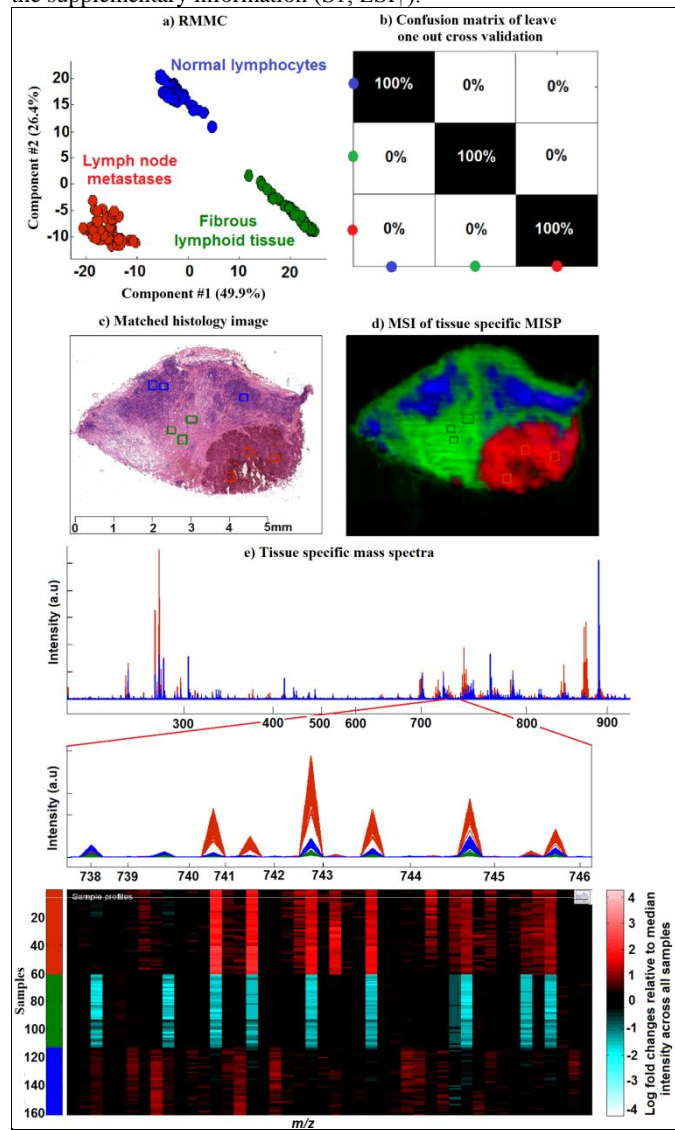 the supplementary information (S1, ESI†).
a) RMMC
b) Confusion matrix of leave
one out cross validation
Component #2 (26.4%)
20
15
10
5
0
-5
-10
Normal lymphocytes
Lymph node
metastases
Fibrous
lymphoid tissue
-20 -10 0 10 20
Component #1 (49.9%)
100% 0% 0%
0% 100% 0%
0% 0% 100%
c) Matched histology image
d) MSI of tissue specific MISP
0 1 2 3 4 5mm
e) Tissue specific mass spectra
Intensity (a.u)
300 400 500 600 700 800 900
Intensity (a.u)
738 739 740 741 742 743 744 745 746
Sample profiles
Samples
20
40
60
80
100
120
140
160
m/z
4
3
2
1
0
-1
-2
-3
-4
Log fold changes relative to median
intensity across all samples